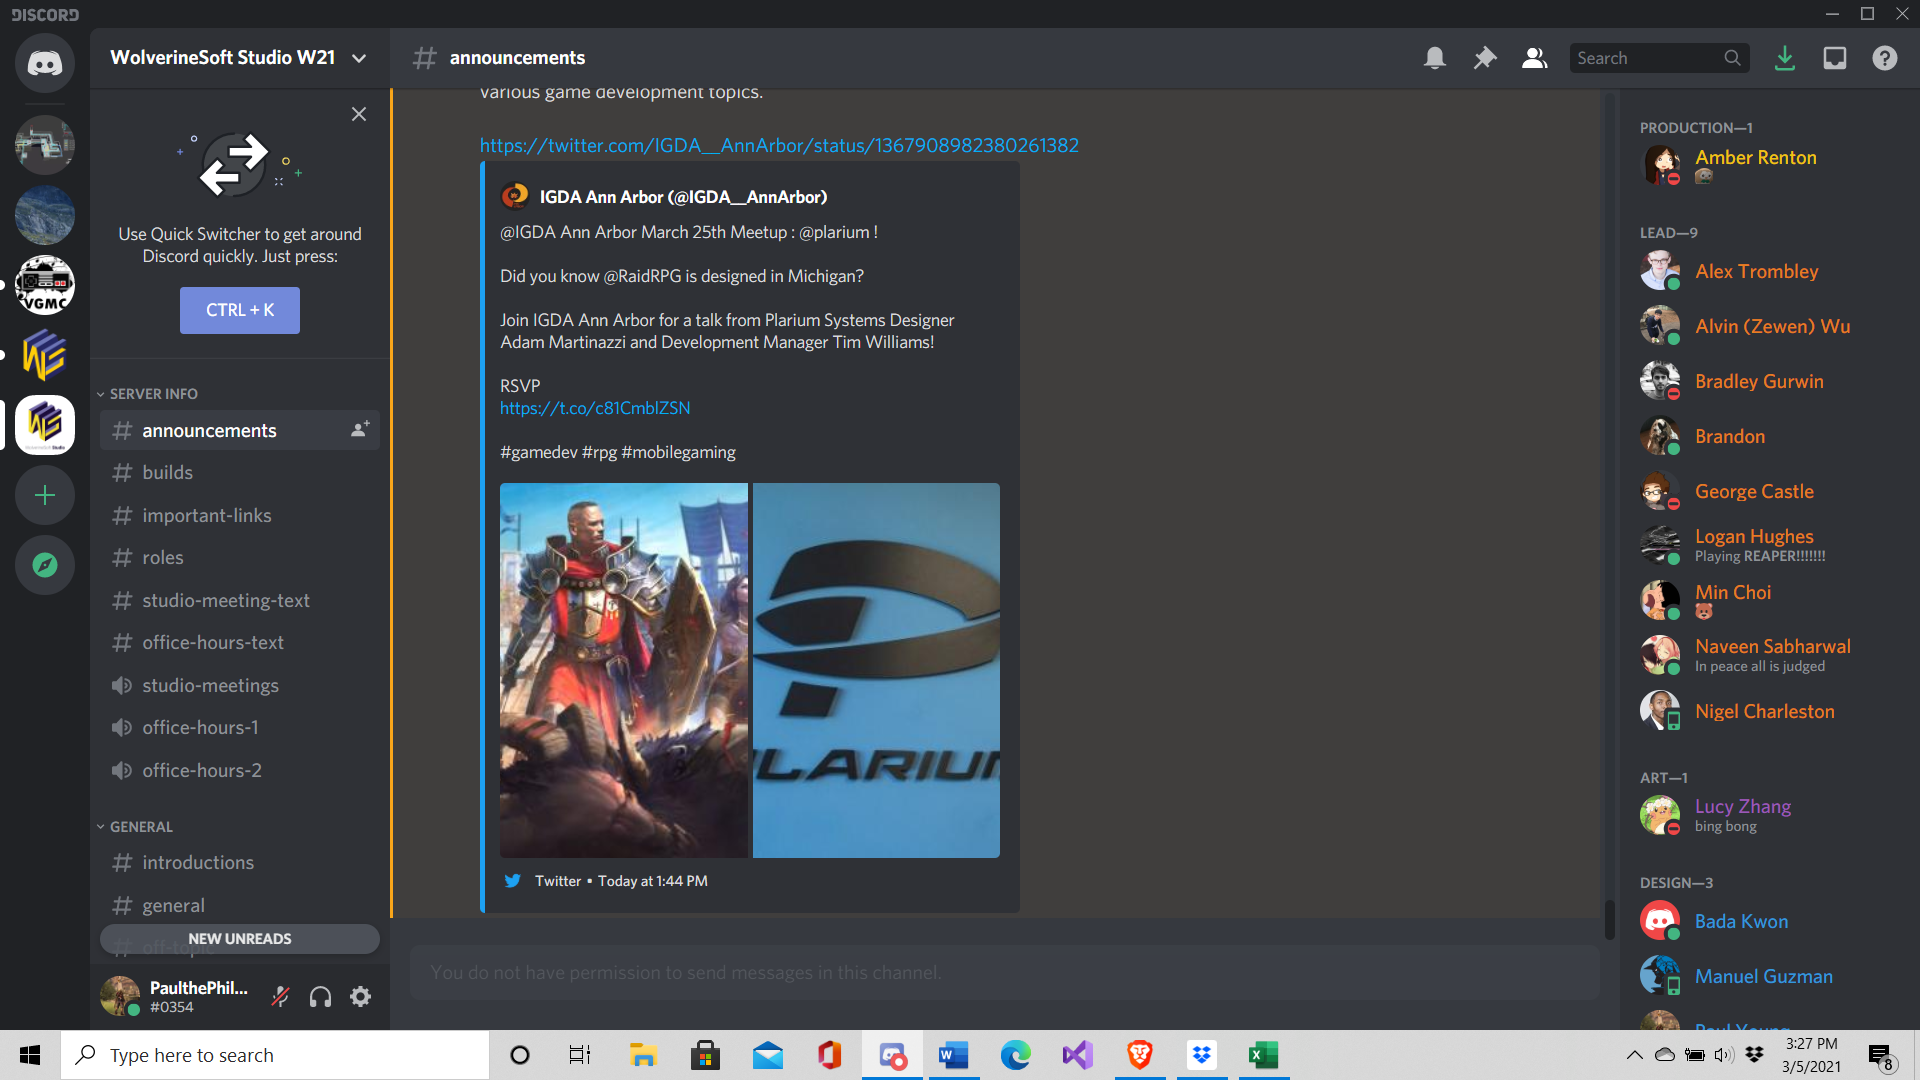 DISCORD
WolverineSoft Studio W21
Use Quick Switcher to get around
Discord quickly. Just press:
CTRL + K
SERVER INFO
announcements
builds
important-links
roles
studio-meeting-text
office-hours-text
studio-meetings
office-hours-1
office-hours-2
GENERAL
introductions
general
NEW UNREADS
PaulthePhil...
#0354
VGMC
announcements
Search
various game development topics.
https://twitter.com/IGDA__AnnArbor/status/1367908982380261382
IGDA Ann Arbor (@IGDA__AnnArbor)
@IGDA Ann Arbor March 25th Meetup : @plarium !
Did you know @RaidRPG is designed in Michigan?
Join IGDA Ann Arbor for a talk from Plarium Systems Designer
Adam Martinazzi and Development Manager Tim Williams!
RSVP
https://t.co/c81CmblZSN
#gamedev #rpg #mobilegaming
Twitter • Today at 1:44 PM
You do not have permission to send messages in this channel.
PRODUCTION—1
Amber Renton
LEAD—9
Alex Trombley
Alvin (Zewen) Wu
Bradley Gurwin
Brandon
George Castle
Logan Hughes
Playing REAPER!!!!!!!
Min Choi
Naveen Sabharwal
In peace all is judged
Nigel Charleston
ART—1
Lucy Zhang
bing bong
DESIGN—3
Bada Kwon
Manuel Guzman
Type here to search
3:27 PM
3/5/2021
8